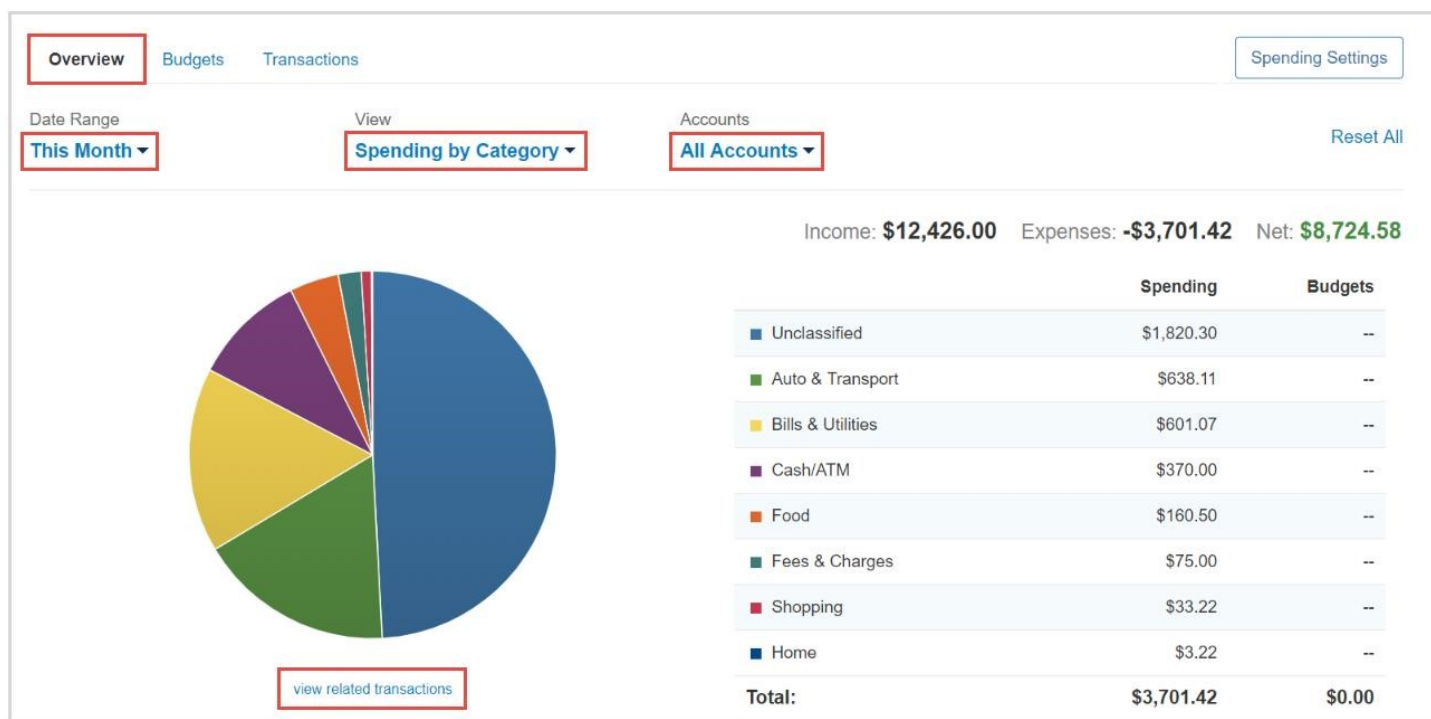 Overview Budgets Transactions Spending Settings
Date Range View Accounts
This Month Spending by Category All Accounts Reset All
Income: $12,426.00 Expenses: -$3,701.42 Net: $8,724.58
Spending Budgets
Unclassified $1,820.30 --
Auto & Transport $638.11 --
Bills & Utilities $601.07 --
Cash/ATM $370.00 --
Food $160.50 --
Fees & Charges $75.00 --
Shopping $33.22 --
Home $3.22 --
Total: $3,701.42 $0.00
view related transactions